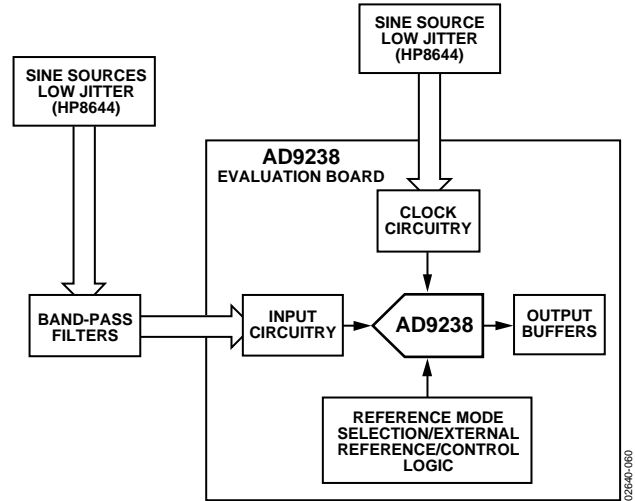 SINE SOURCE
LOW JITTER
(HP8644)
SINE SOURCES
LOW JITTER
(HP8644)
AD9238
EVALUATION BOARD
CLOCK
CIRCUITRY
BAND-PASS
FILTERS
INPUT
CIRCUITRY
AD9238
OUTPUT
BUFFERS
REFERENCE MODE
SELECTION/EXTERNAL
REFERENCE/CONTROL
LOGIC
02640-060